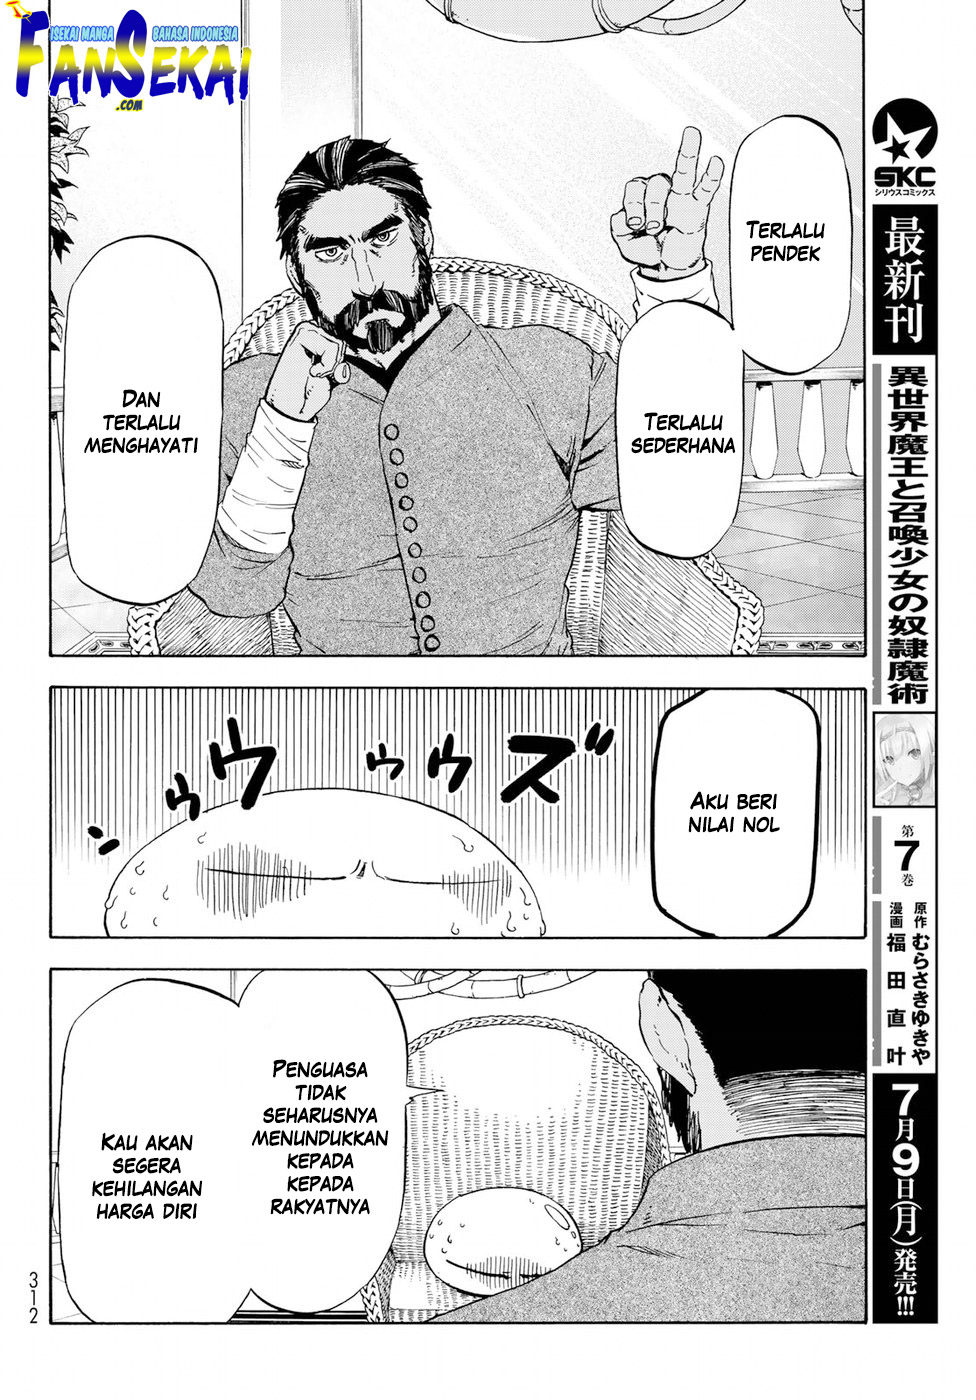 ISEKAI MANGA BAHASA INDONESIA
FANSEKAI
.COM
TERLALU
PENDEK
TERLALU
SEDERHANA
DAN
TERLALU
MENGHAYATI
AKU BERI
NILAI NOL
ズゥゥゥゥン
PENGUASA
TIDAK
SEHARUSNYA
MENUNDUKKAN
KEPADA
KEPADA
RAKYATNYA
KAU AKAN
SEGERA
KEHILANGAN
HARGA DIRI
312
SKC
シリウスコミックス
最新刊
異世界魔王と召喚少女の奴隷魔術
第7巻
原作 むらさきゆきや
漫画 福田直叶
7月9日(月)発売!!!